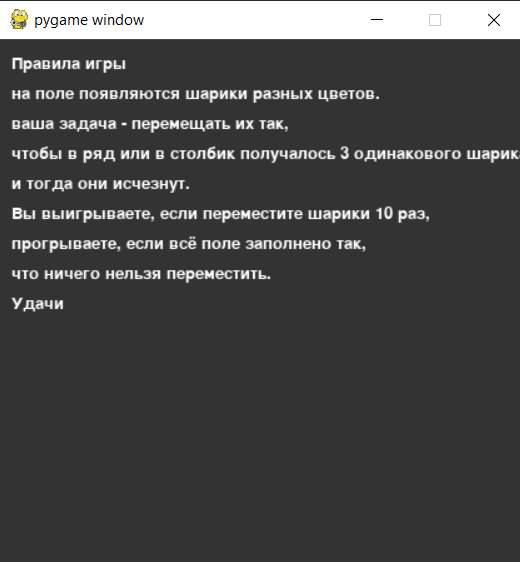 pygame window
Правила игры
на поле появляются шарики разных цветов.
ваша задача - перемещать их так,
чтобы в ряд или в столбик получалось 3 одинакового шарика
и тогда они исчезнут.
Вы выигрываете, если переместите шарики 10 раз,
прогрываете, если всё поле заполнено так,
что ничего нельзя переместить.
Удачи